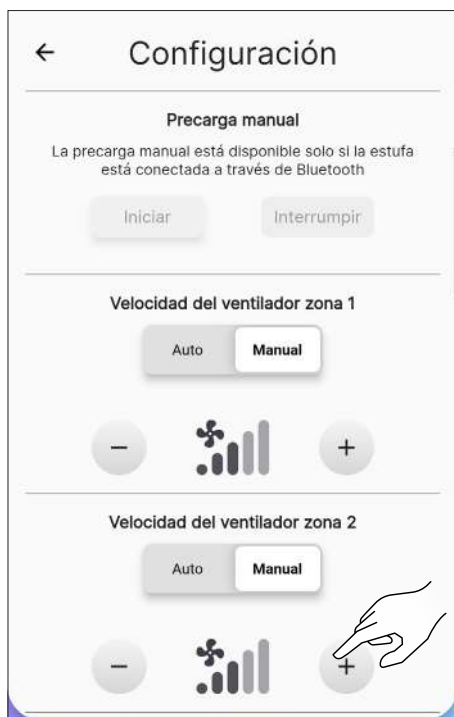 Configuración
Precarga manual
La precarga manual está disponible solo si la estufa
está conectada a través de Bluetooth
Iniciar Interrumpir
Velocidad del ventilador zona 1
Auto Manual
− +
Velocidad del ventilador zona 2
Auto Manual
− +